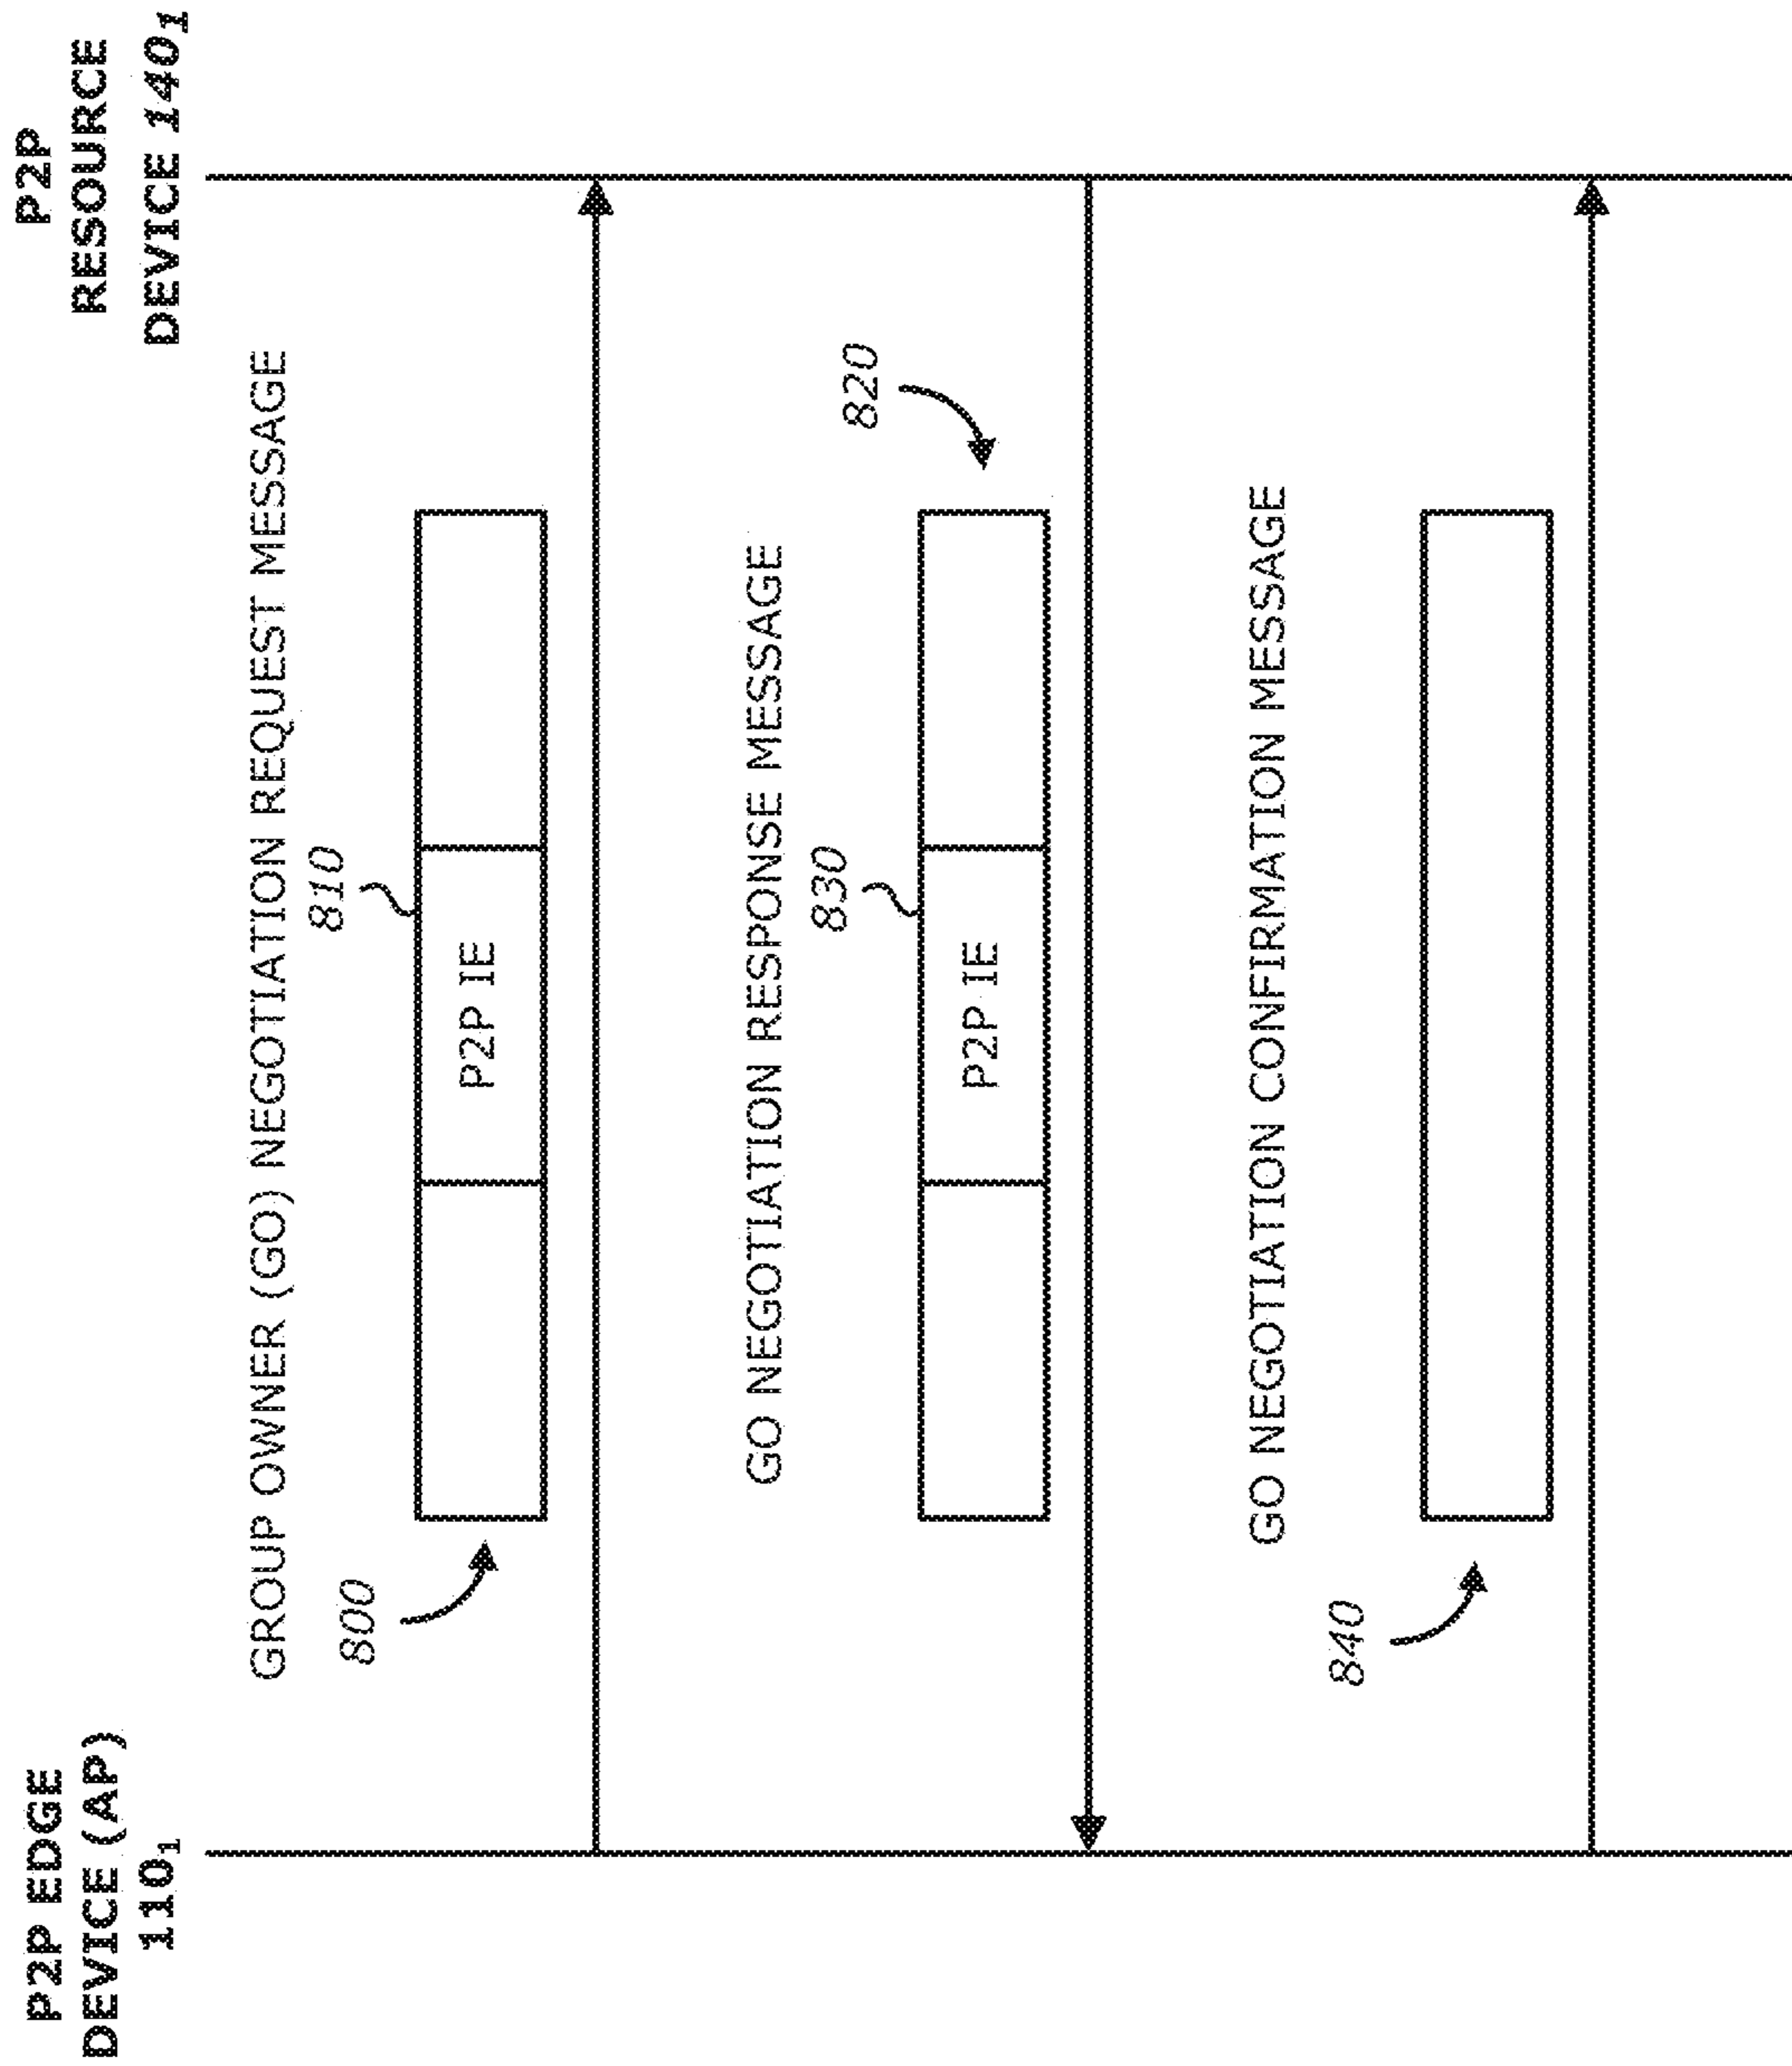 P2P EDGE
DEVICE (AP)
110₁
P2P
RESOURCE
DEVICE 140₁
GROUP OWNER (GO) NEGOTIATION REQUEST MESSAGE
810
800
P2P IE
GO NEGOTIATION RESPONSE MESSAGE
830
820
P2P IE
GO NEGOTIATION CONFIRMATION MESSAGE
840